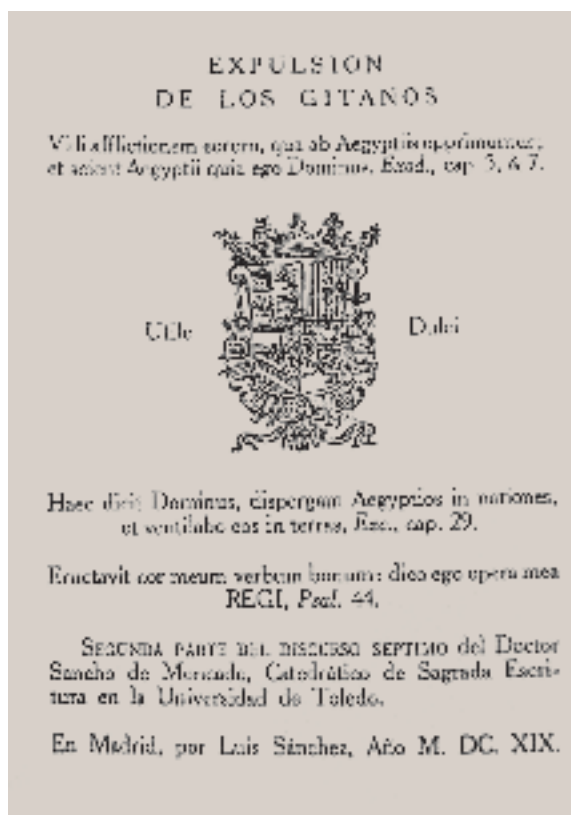 EXPULSION
DE LOS GITANOS
Vidi afflictionem eorum, qua ab Aegyptiis opprimuntur;
et scient Aegyptii quia ego Dominus, Exod., cap. 3, & 7.
Utile
Dulci
Haec dicit Dominus, dispergam Aegyptios in nationes,
et ventilabo eos in terras, Eze., cap. 29.
Eructavit cor meum verbum bonum: dico ego opera mea
REGI, Psal. 44.
SEGUNDA PARTE DEL DISCURSO SEPTIMO del Doctor
Sancho de Moncada, Catedrático de Sagrada Escri-
tura en la Universidad de Toledo.
En Madrid, por Luis Sánchez, Año M. DC. XIX.